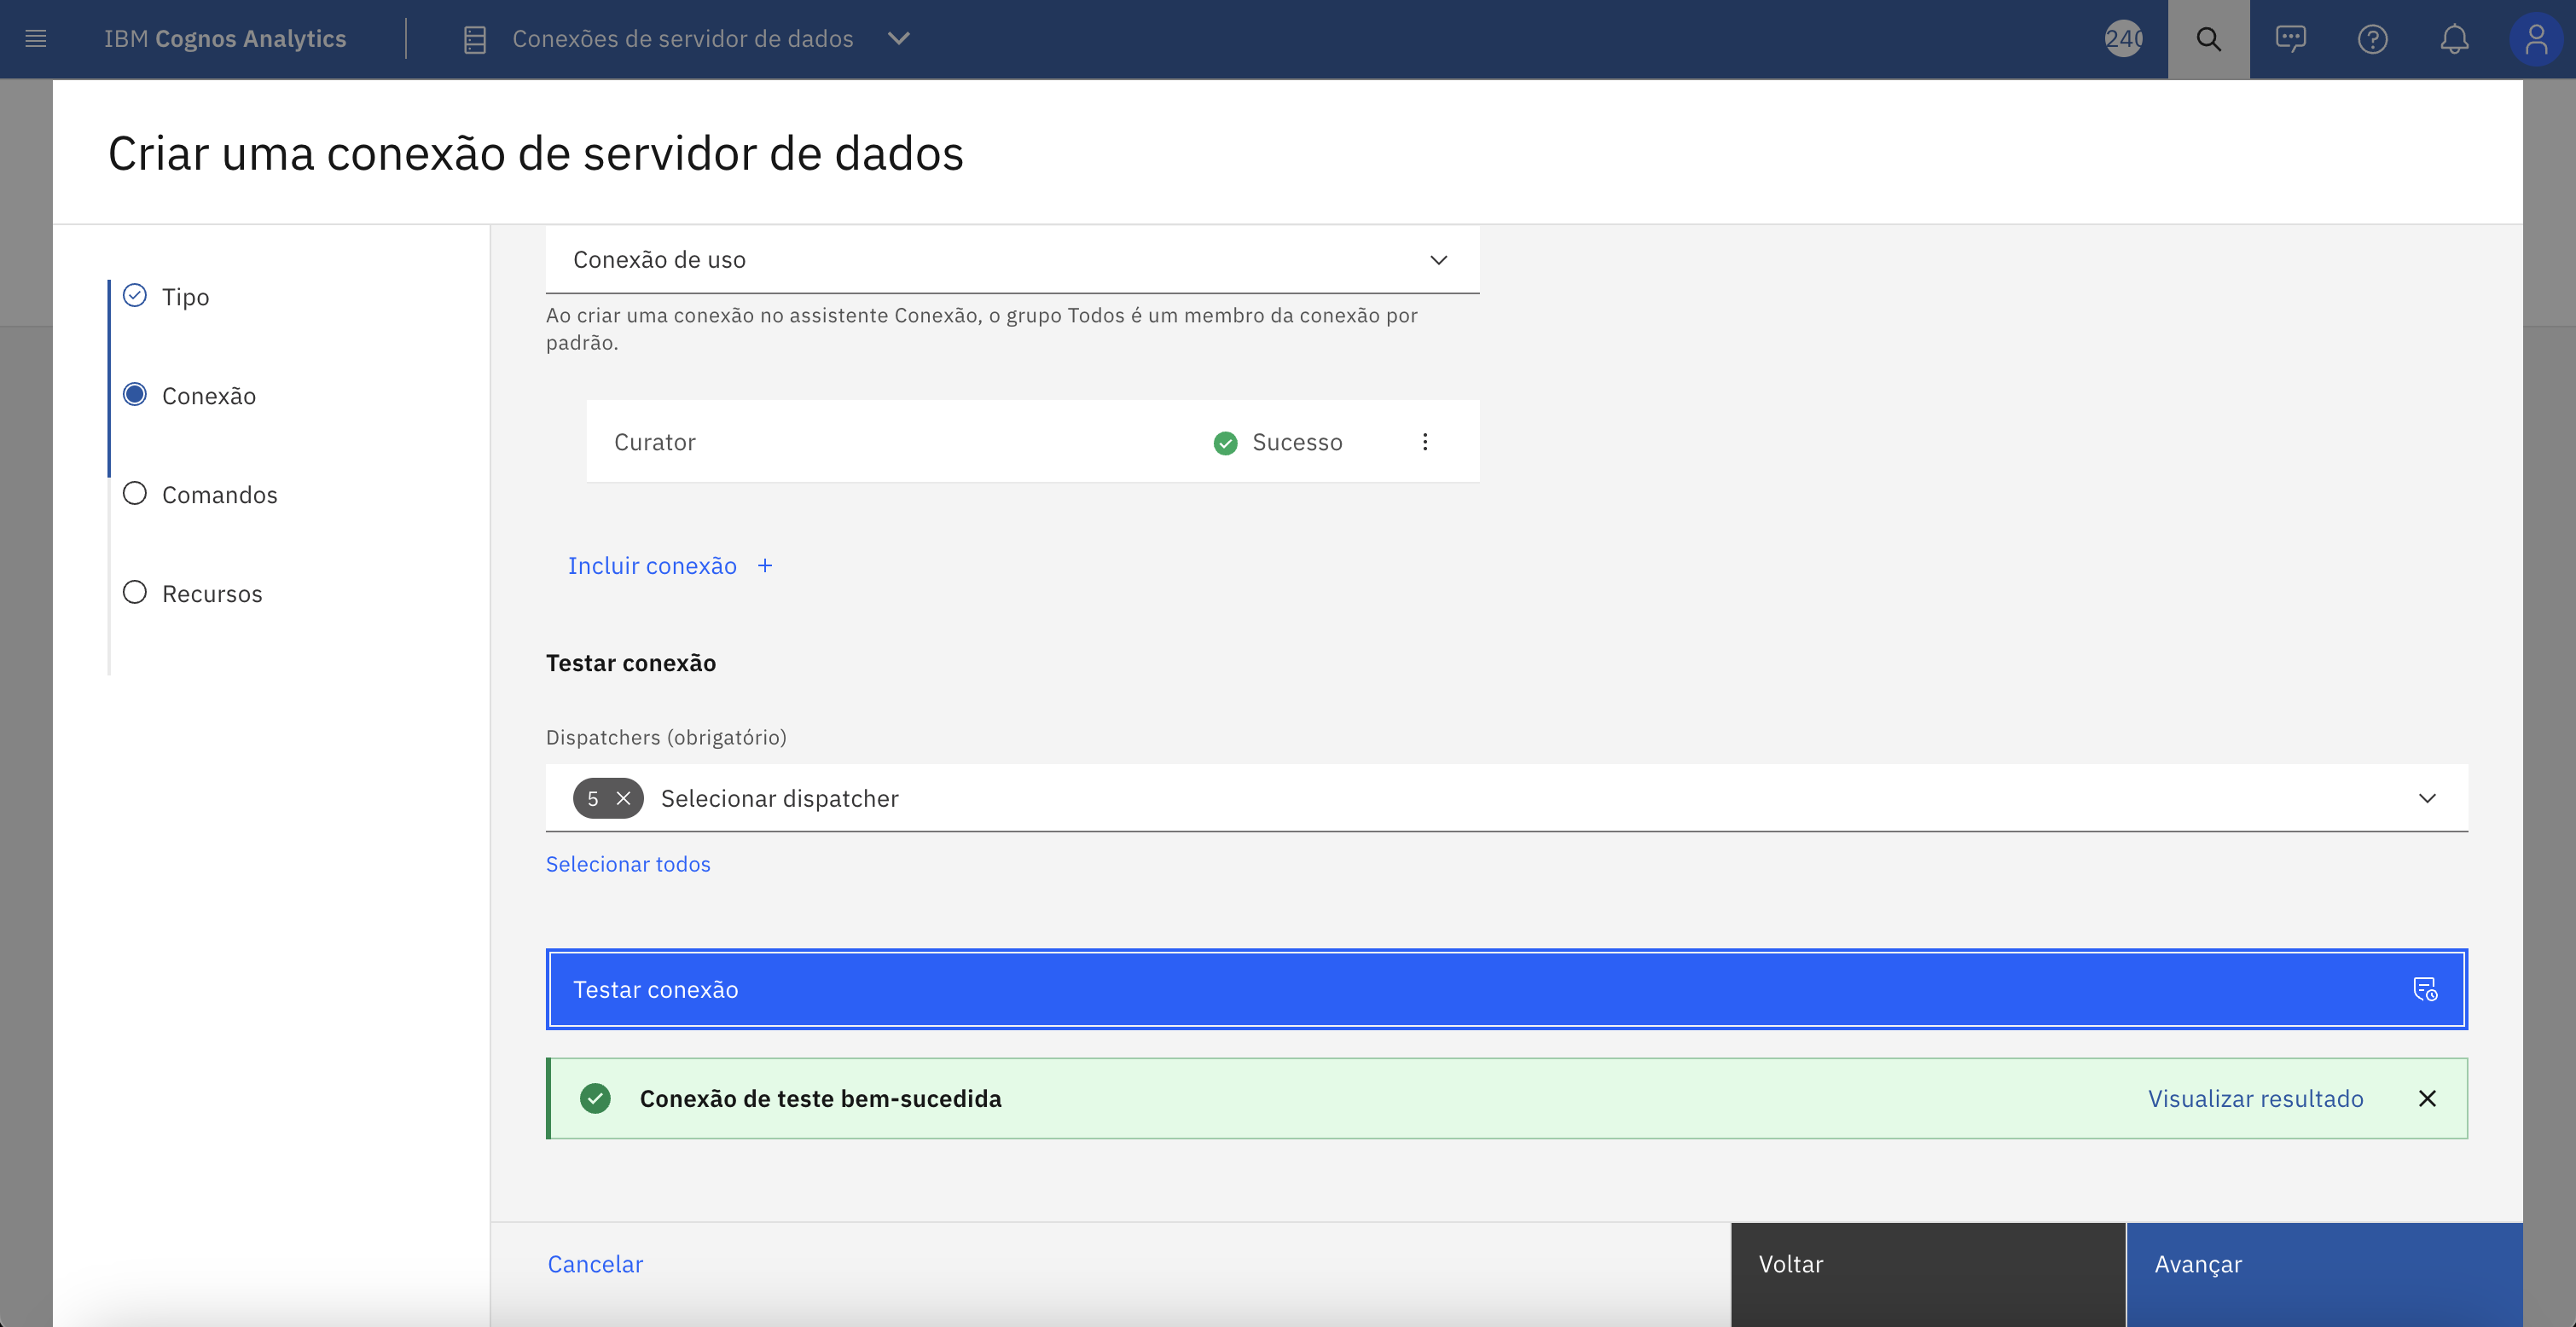 IBM Cognos Analytics
Conexões de servidor de dados
240
Criar uma conexão de servidor de dados
Tipo
Conexão
Comandos
Recursos
Conexão de uso
Ao criar uma conexão no assistente Conexão, o grupo Todos é um membro da conexão por
padrão.
Curator
Sucesso
Incluir conexão +
Testar conexão
Dispatchers (obrigatório)
5
Selecionar dispatcher
Selecionar todos
Testar conexão
Conexão de teste bem-sucedida
Visualizar resultado
Cancelar
Voltar
Avançar